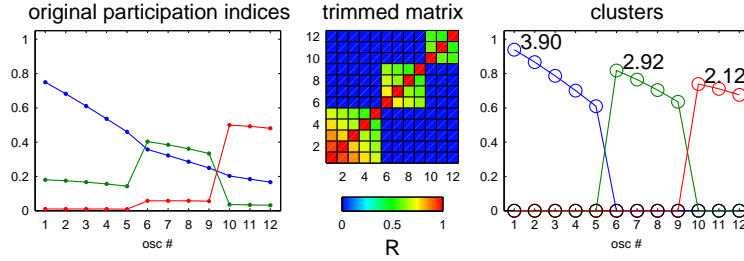 original participation indices
1
0.8
0.6
0.4
0.2
0
1 2 3 4 5 6 7 8 9 10 11 12
osc #
trimmed matrix
12
10
8
6
4
2
2 4 6 8 10 12
0 0.5 1
R
clusters
1
0.8
0.6
0.4
0.2
0
3.90
2.92
2.12
1 2 3 4 5 6 7 8 9 10 11 12
osc #